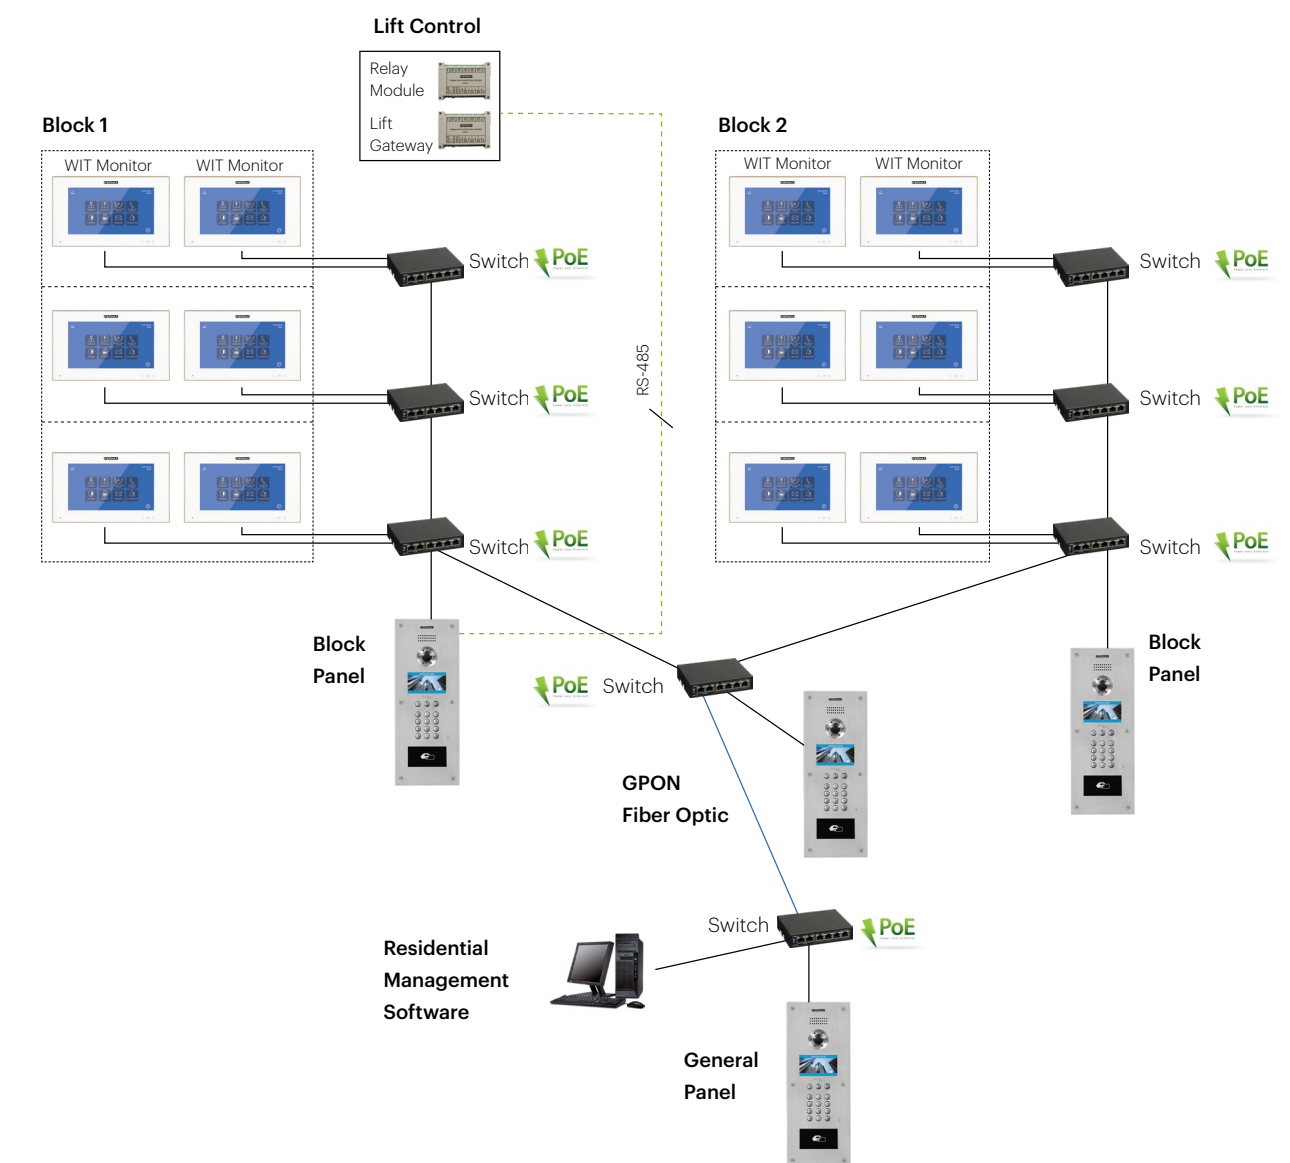 Lift Control
Relay
Module
Lift
Gateway
Block 1
WIT Monitor
WIT Monitor
Switch
PoE
Switch
PoE
Switch
PoE
RS-485
Block 2
WIT Monitor
WIT Monitor
Switch
PoE
Switch
PoE
Switch
PoE
Block
Panel
PoE
Switch
Block
Panel
GPON
Fiber Optic
Switch
PoE
Residential
Management
Software
General
Panel